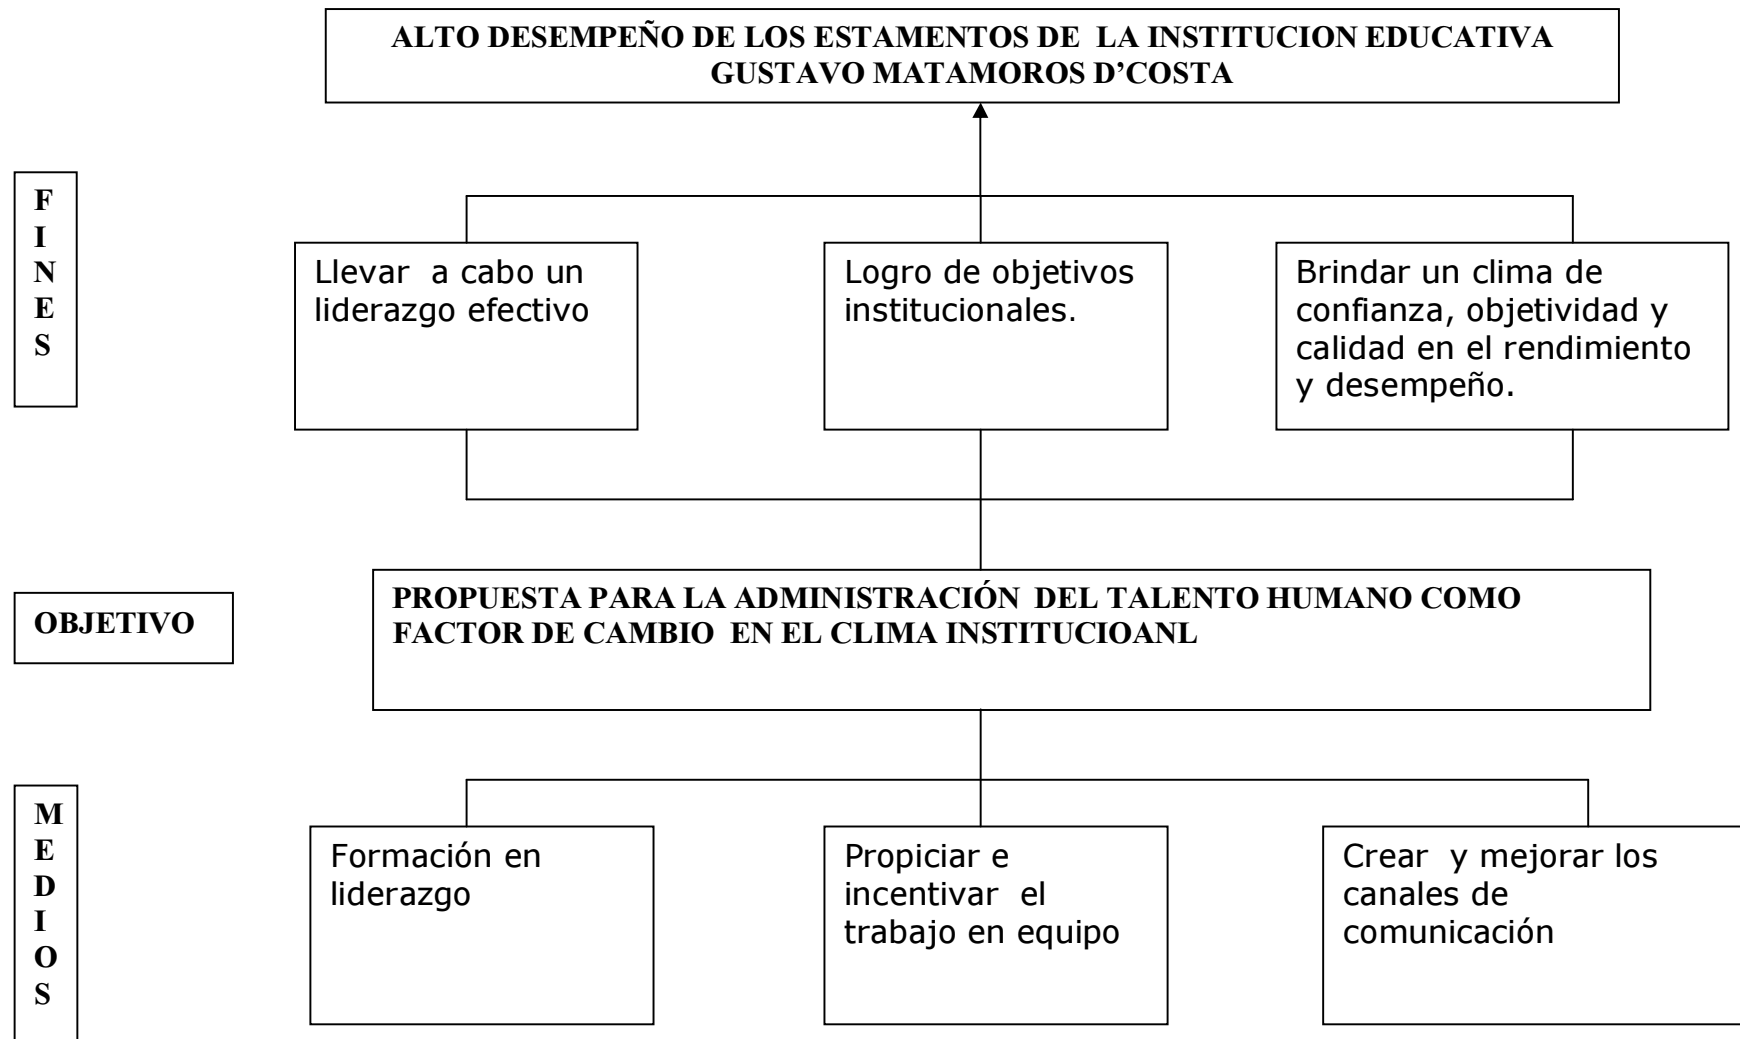 ALTO DESEMPEÑO DE LOS ESTAMENTOS DE LA INSTITUCION EDUCATIVA
GUSTAVO MATAMOROS D’COSTA
F
I
N
E
S
Llevar a cabo un
liderazgo efectivo
Logro de objetivos
institucionales.
Brindar un clima de
confianza, objetividad y
calidad en el rendimiento
y desempeño.
OBJETIVO
PROPUESTA PARA LA ADMINISTRACIÓN DEL TALENTO HUMANO COMO
FACTOR DE CAMBIO EN EL CLIMA INSTITUCIOANL
M
E
D
I
O
S
Formación en
liderazgo
Propiciar e
incentivar el
trabajo en equipo
Crear y mejorar los
canales de
comunicación